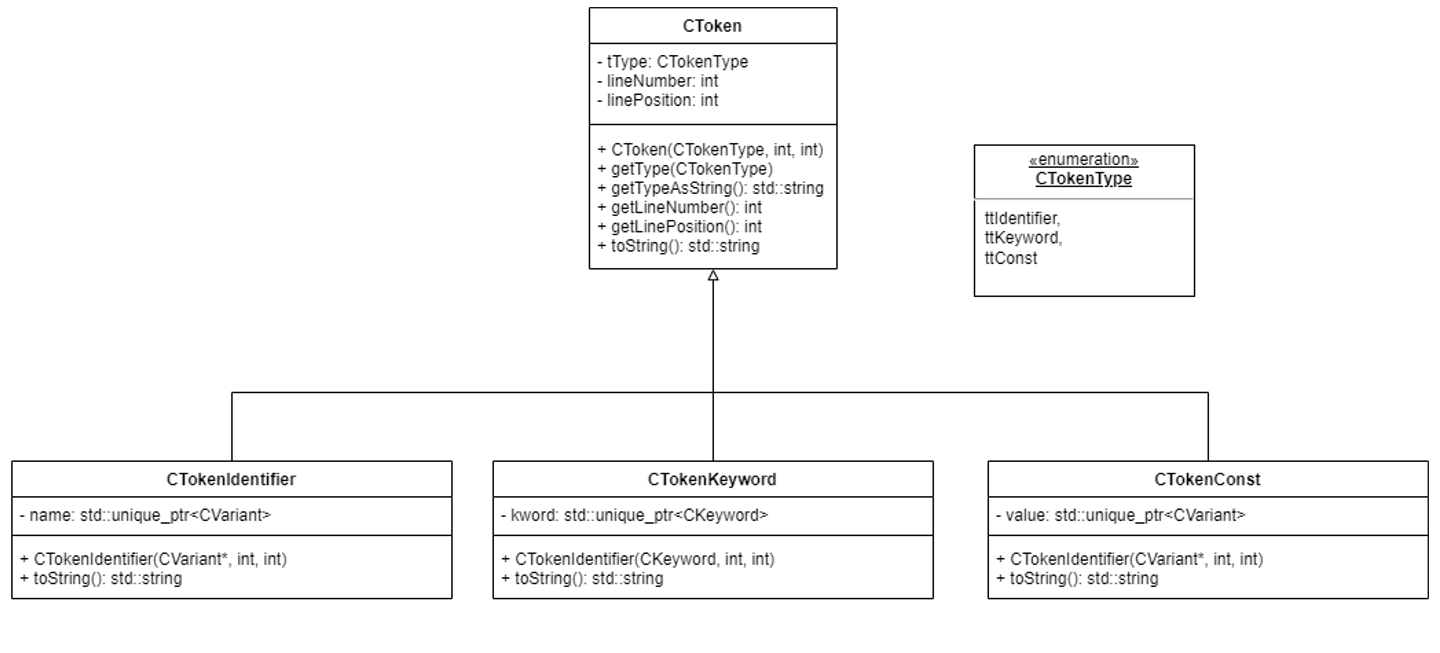 CToken
- tType: CTokenType
- lineNumber: int
- linePosition: int
+ CToken(CTokenType, int, int)
+ getType(CTokenType)
+ getTypeAsString(): std::string
+ getLineNumber(): int
+ getLinePosition(): int
+ toString(): std::string
«enumeration»
CTokenType
ttIdentifier,
ttKeyword,
ttConst
CTokenIdentifier
- name: std::unique_ptr<CVariant>
+ CTokenIdentifier(CVariant*, int, int)
+ toString(): std::string
CTokenKeyword
- kword: std::unique_ptr<CKeyword>
+ CTokenIdentifier(CKeyword, int, int)
+ toString(): std::string
CTokenConst
- value: std::unique_ptr<CVariant>
+ CTokenIdentifier(CVariant*, int, int)
+ toString(): std::string